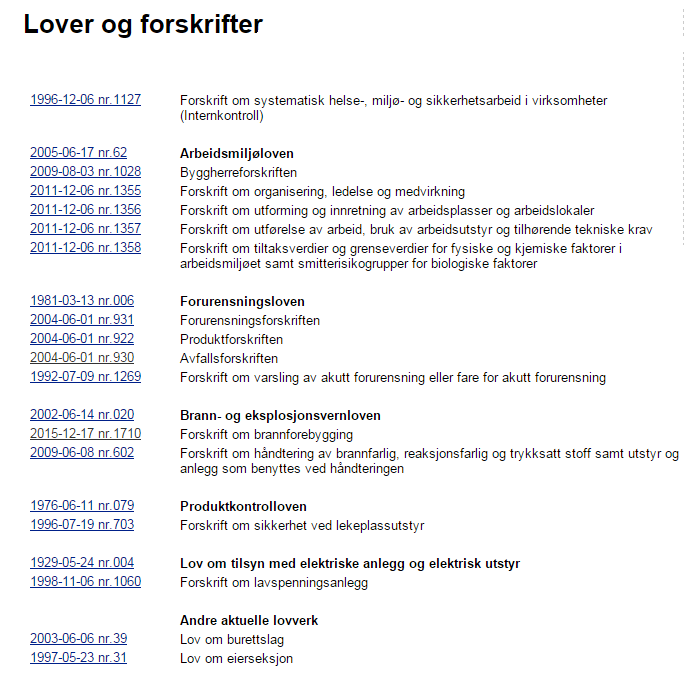 Lover og forskrifter
1996-12-06 nr.1127 Forskrift om systematisk helse-, miljø- og sikkerhetsarbeid i virksomheter
(Internkontroll)
2005-06-17 nr.62 Arbeidsmiljøloven
2009-08-03 nr.1028 Byggherreforskriften
2011-12-06 nr.1355 Forskrift om organisering, ledelse og medvirkning
2011-12-06 nr.1356 Forskrift om utforming og innretning av arbeidsplasser og arbeidslokaler
2011-12-06 nr.1357 Forskrift om utførelse av arbeid, bruk av arbeidsutstyr og tilhørende tekniske krav
2011-12-06 nr.1358 Forskrift om tiltaksverdier og grenseverdier for fysiske og kjemiske faktorer i
arbeidsmiljøet samt smitterisikogrupper for biologiske faktorer
1981-03-13 nr.006 Forurensningsloven
2004-06-01 nr.931 Forurensningsforskriften
2004-06-01 nr.922 Produktforskriften
2004-06-01 nr.930 Avfallsforskriften
1992-07-09 nr.1269 Forskrift om varsling av akutt forurensning eller fare for akutt forurensning
2002-06-14 nr.020 Brann- og eksplosjonsvernloven
2015-12-17 nr.1710 Forskrift om brannforebygging
2009-06-08 nr.602 Forskrift om håndtering av brannfarlig, reaksjonsfarlig og trykksatt stoff samt utstyr og
anlegg som benyttes ved håndteringen
1976-06-11 nr.079 Produktkontrolloven
1996-07-19 nr.703 Forskrift om sikkerhet ved lekeplassutstyr
1929-05-24 nr.004 Lov om tilsyn med elektriske anlegg og elektrisk utstyr
1998-11-06 nr.1060 Forskrift om lavspenningsanlegg
Andre aktuelle lovverk
2003-06-06 nr.39 Lov om burettslag
1997-05-23 nr.31 Lov om eierseksjon